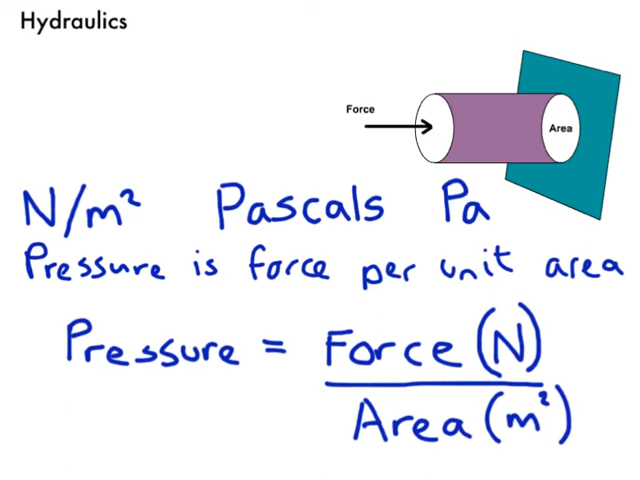 Hydraulics
Force
Area
N/m² Pascals Pa
Pressure is force per unit area
Pressure = Force (N)
Area (m²)